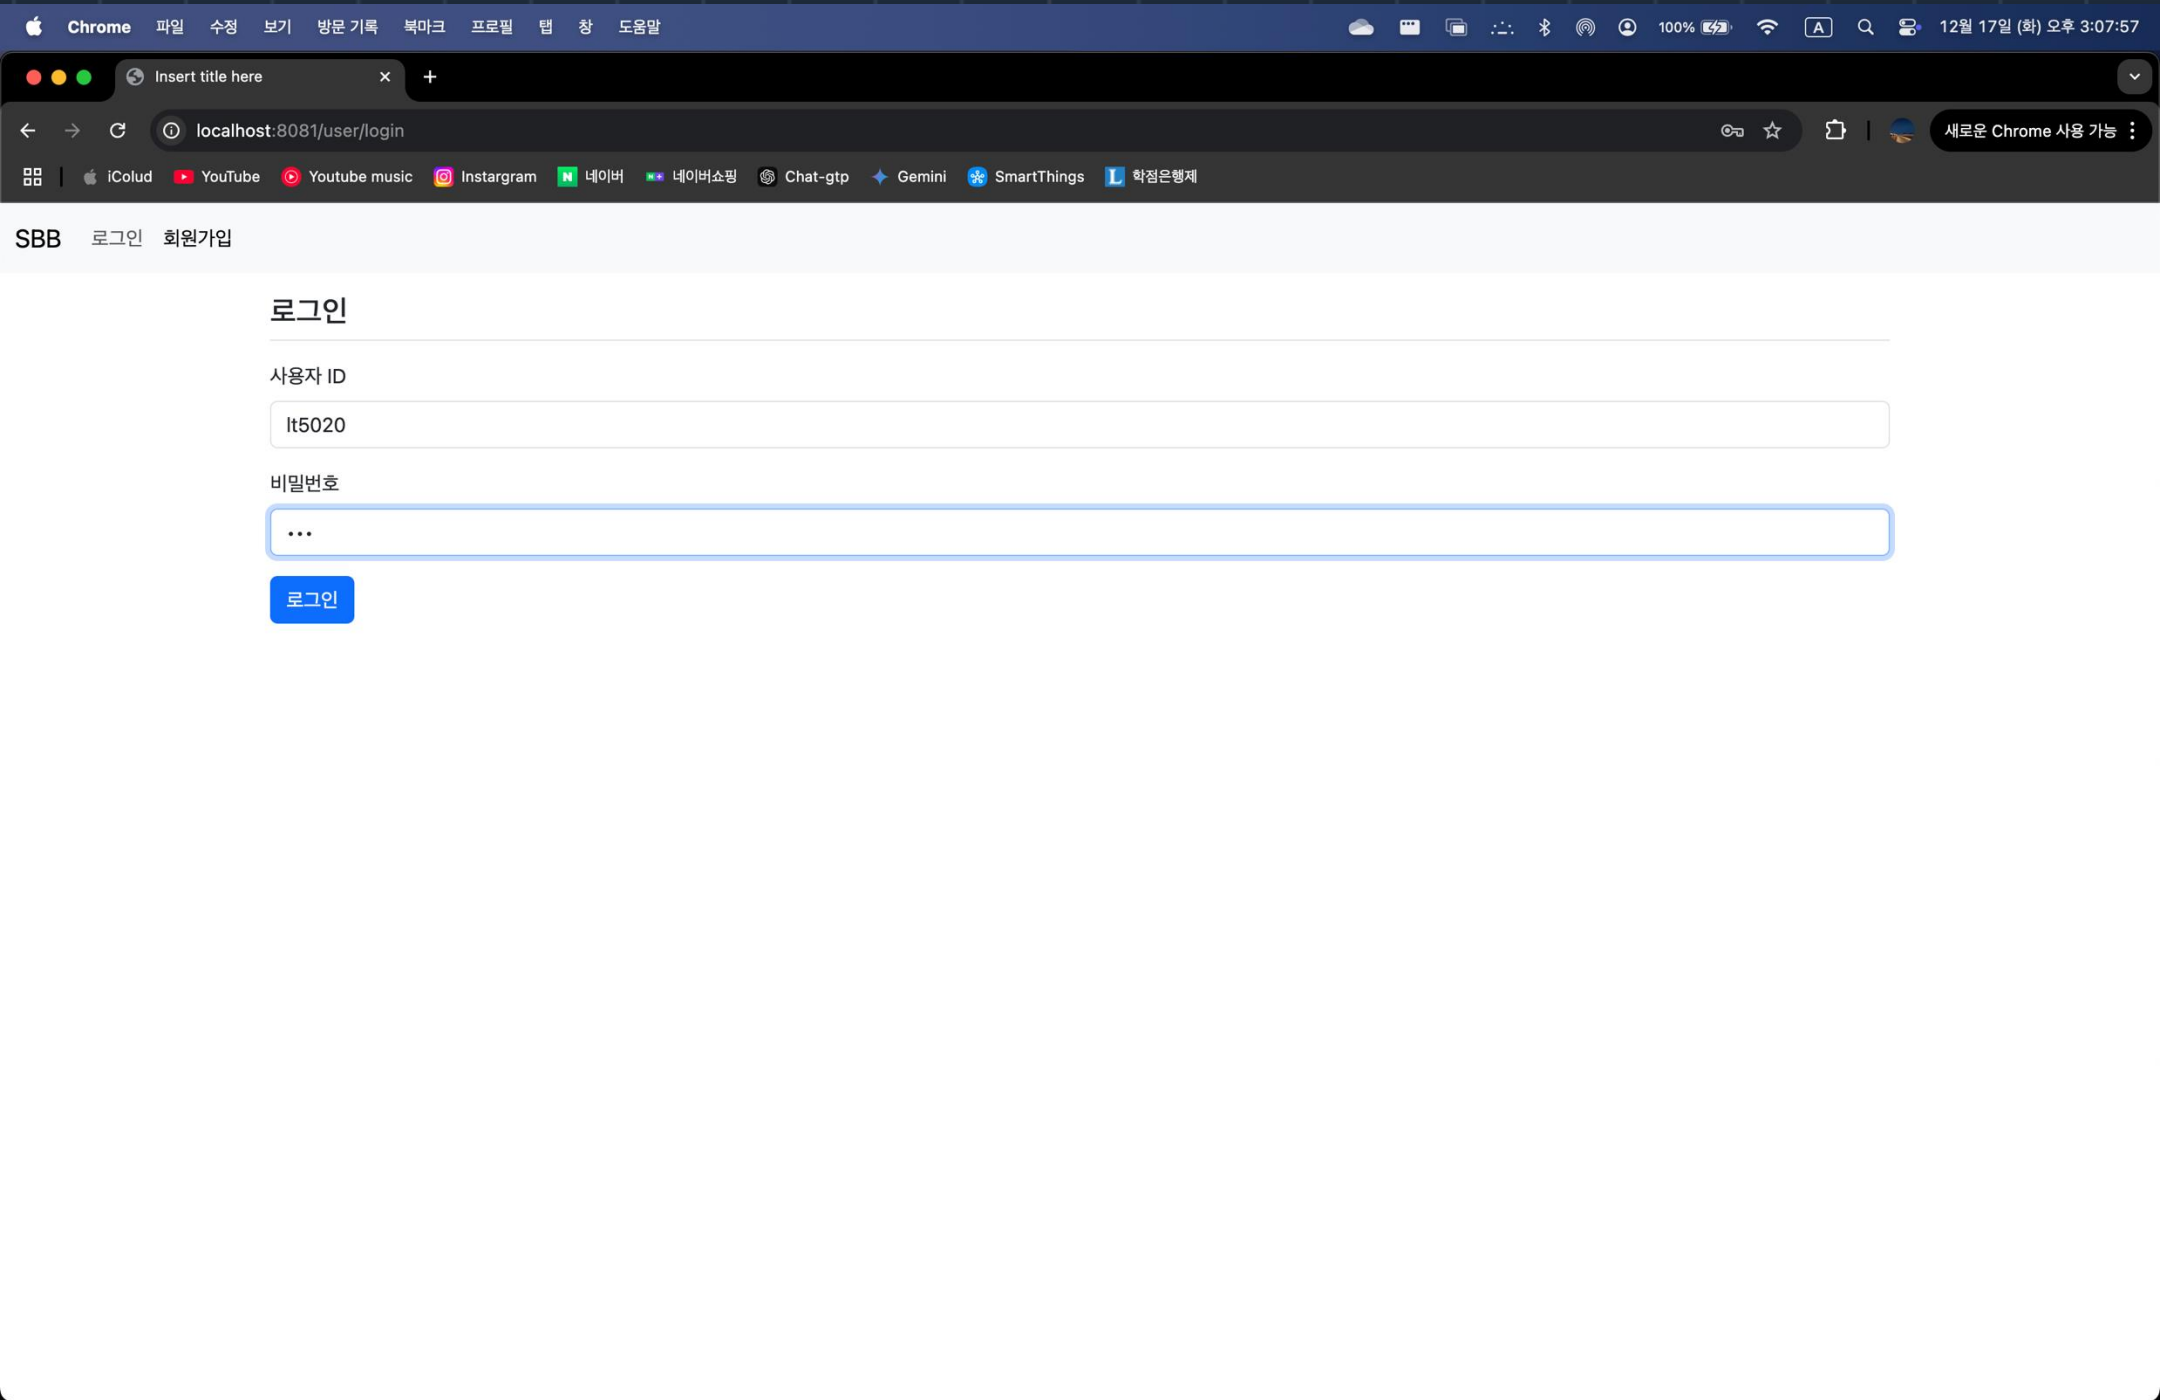 Chrome 파일 수정 보기 방문 기록 북마크 프로필 탭 창 도움말 100% A 12월 17일 (화) 오후 3:07:57
Insert title here
localhost:8081/user/login 새로운 Chrome 사용 가능
iColud YouTube Youtube music Instargram 네이버 네이버쇼핑 Chat-gtp Gemini SmartThings L 학점은행제
SBB 로그인 회원가입
로그인
사용자 ID
lt5020
비밀번호
•••
로그인